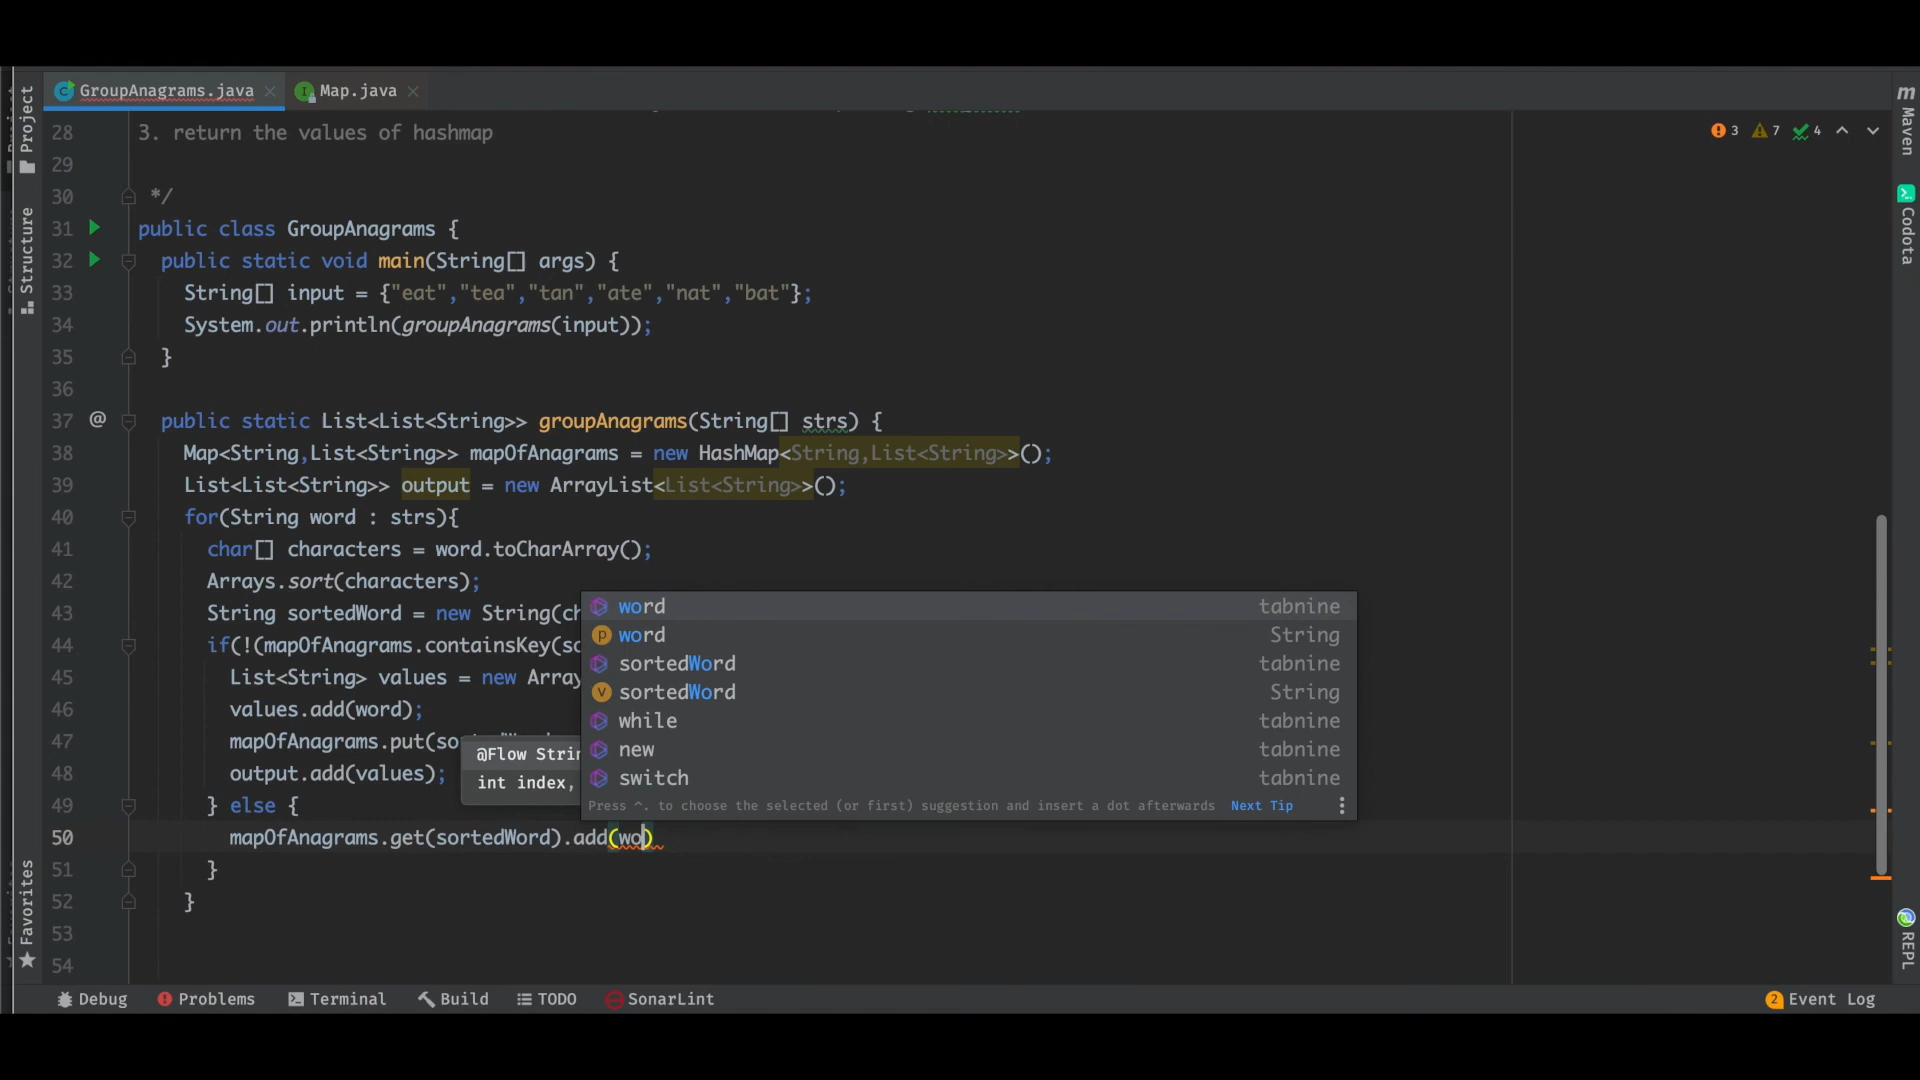 GroupAnagrams.java
Map.java
Project
Structure
Favorites
Maven
Codota
REPL
3 7 4
28 3. return the values of hashmap
29
30 */
31 public class GroupAnagrams {
32 public static void main(String[] args) {
33 String[] input = {"eat","tea","tan","ate","nat","bat"};
34 System.out.println(groupAnagrams(input));
35 }
36
37 @ public static List<List<String>> groupAnagrams(String[] strs) {
38 Map<String,List<String>> mapOfAnagrams = new HashMap<String,List<String>>();
39 List<List<String>> output = new ArrayList<List<String>>();
40 for(String word : strs){
41 char[] characters = word.toCharArray();
42 Arrays.sort(characters);
43 String sortedWord = new String(ch
44 if(!(mapOfAnagrams.containsKey(so
45 List<String> values = new Array
46 values.add(word);
47 mapOfAnagrams.put(so
48 output.add(values);
49 } else {
50 mapOfAnagrams.get(sortedWord).add(wo)
51 }
52 }
53
54
@Flow Strin
int index,
word tabnine
word String
sortedWord tabnine
sortedWord String
while tabnine
new tabnine
switch tabnine
Press ^. to choose the selected (or first) suggestion and insert a dot afterwards Next Tip
Debug Problems Terminal Build TODO SonarLint 2 Event Log